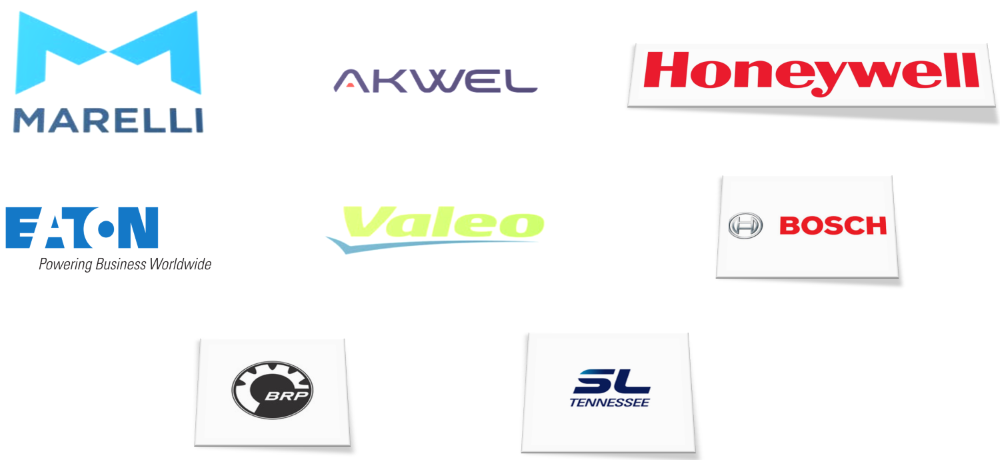 MARELLI
AKWEL
Honeywell
EATON
Powering Business Worldwide
Valeo
BOSCH
BRP
SL
TENNESSEE